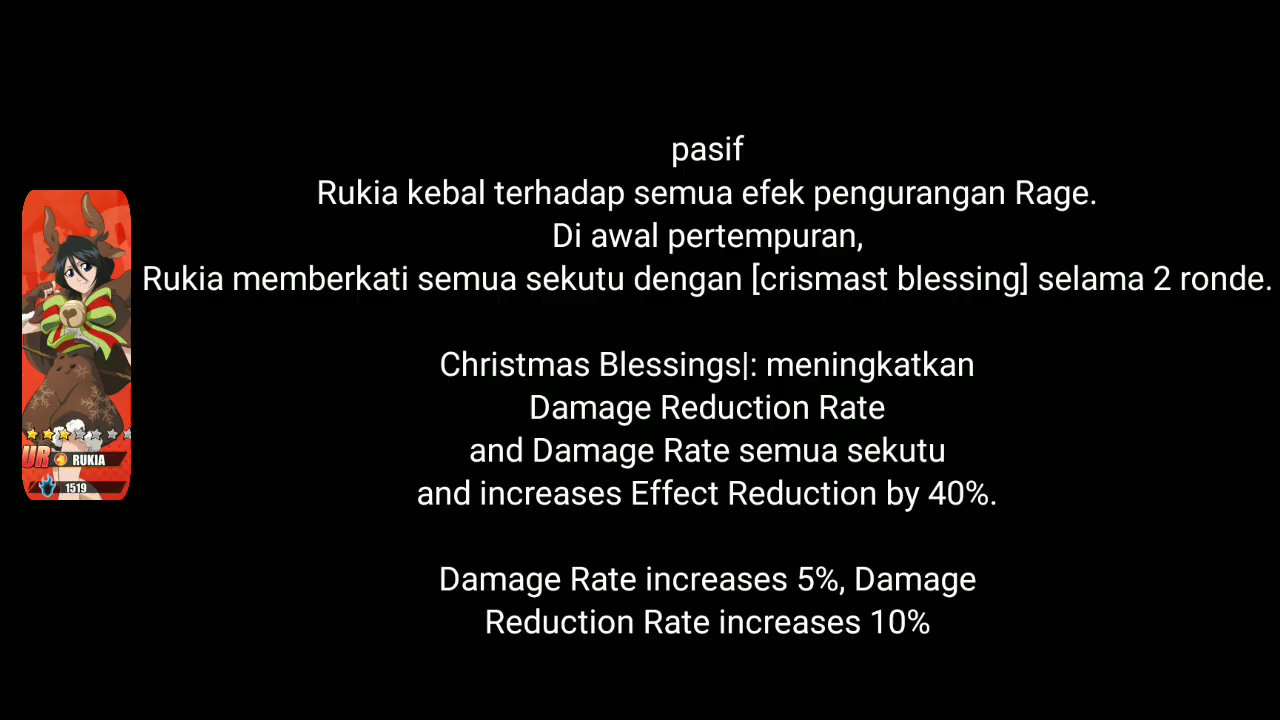 pasif
Rukia kebal terhadap semua efek pengurangan Rage.
Di awal pertempuran,
Rukia memberkati semua sekutu dengan [crismast blessing] selama 2 ronde.
Christmas Blessings|: meningkatkan
Damage Reduction Rate
and Damage Rate semua sekutu
and increases Effect Reduction by 40%.
Damage Rate increases 5%, Damage
Reduction Rate increases 10%
UR RUKIA
1519